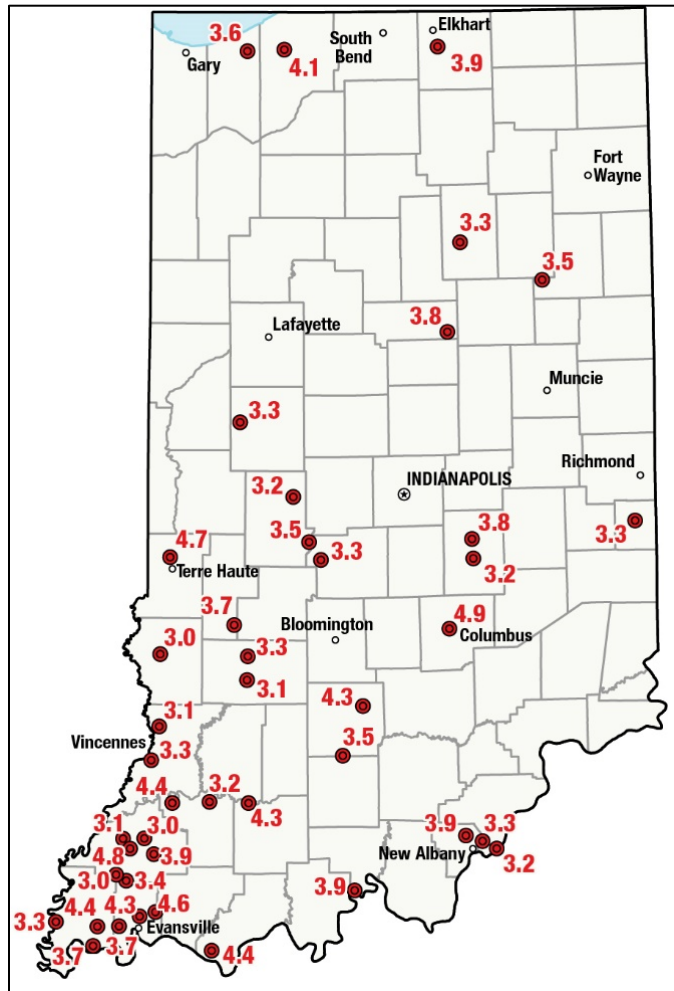 3.6
Gary
4.1
South
Bend
Elkhart
3.9
Fort
Wayne
3.3
3.5
Lafayette
3.8
Muncie
3.3
Richmond
3.2
INDIANAPOLIS
3.8
3.3
3.5
3.3
3.2
4.7
Terre Haute
3.7
Bloomington
4.9
Columbus
3.0
3.3
3.1
4.3
3.1
Vincennes
3.3
3.5
4.4
3.2
4.3
3.1
3.0
4.8
3.9
3.9
3.3
New Albany
3.2
3.0
3.4
3.9
3.3
4.4
4.3
4.6
Evansville
3.7
3.7
4.4